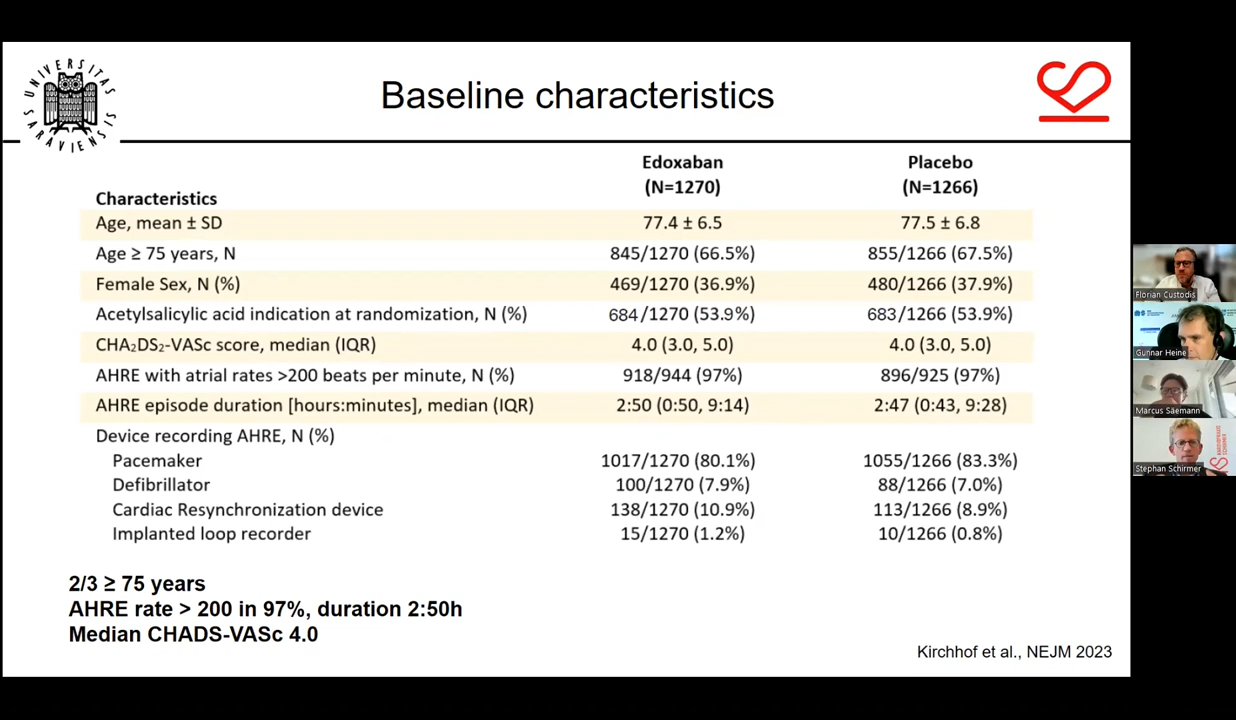 UNIVERSITAS SARAVIENSIS
Baseline characteristics
Edoxaban (N=1270) Placebo (N=1266)
Characteristics
Age, mean ± SD 77.4 ± 6.5 77.5 ± 6.8
Age ≥ 75 years, N 845/1270 (66.5%) 855/1266 (67.5%)
Female Sex, N (%) 469/1270 (36.9%) 480/1266 (37.9%)
Acetylsalicylic acid indication at randomization, N (%) 684/1270 (53.9%) 683/1266 (53.9%)
CHA₂DS₂-VASc score, median (IQR) 4.0 (3.0, 5.0) 4.0 (3.0, 5.0)
AHRE with atrial rates >200 beats per minute, N (%) 918/944 (97%) 896/925 (97%)
AHRE episode duration [hours:minutes], median (IQR) 2:50 (0:50, 9:14) 2:47 (0:43, 9:28)
Device recording AHRE, N (%)
Pacemaker 1017/1270 (80.1%) 1055/1266 (83.3%)
Defibrillator 100/1270 (7.9%) 88/1266 (7.0%)
Cardiac Resynchronization device 138/1270 (10.9%) 113/1266 (8.9%)
Implanted loop recorder 15/1270 (1.2%) 10/1266 (0.8%)
2/3 ≥ 75 years
AHRE rate > 200 in 97%, duration 2:50h
Median CHADS-VASc 4.0
Kirchhof et al., NEJM 2023
Florian Custodis
Gunnar Heine
Marcus Säemann
Stephan Schirmer